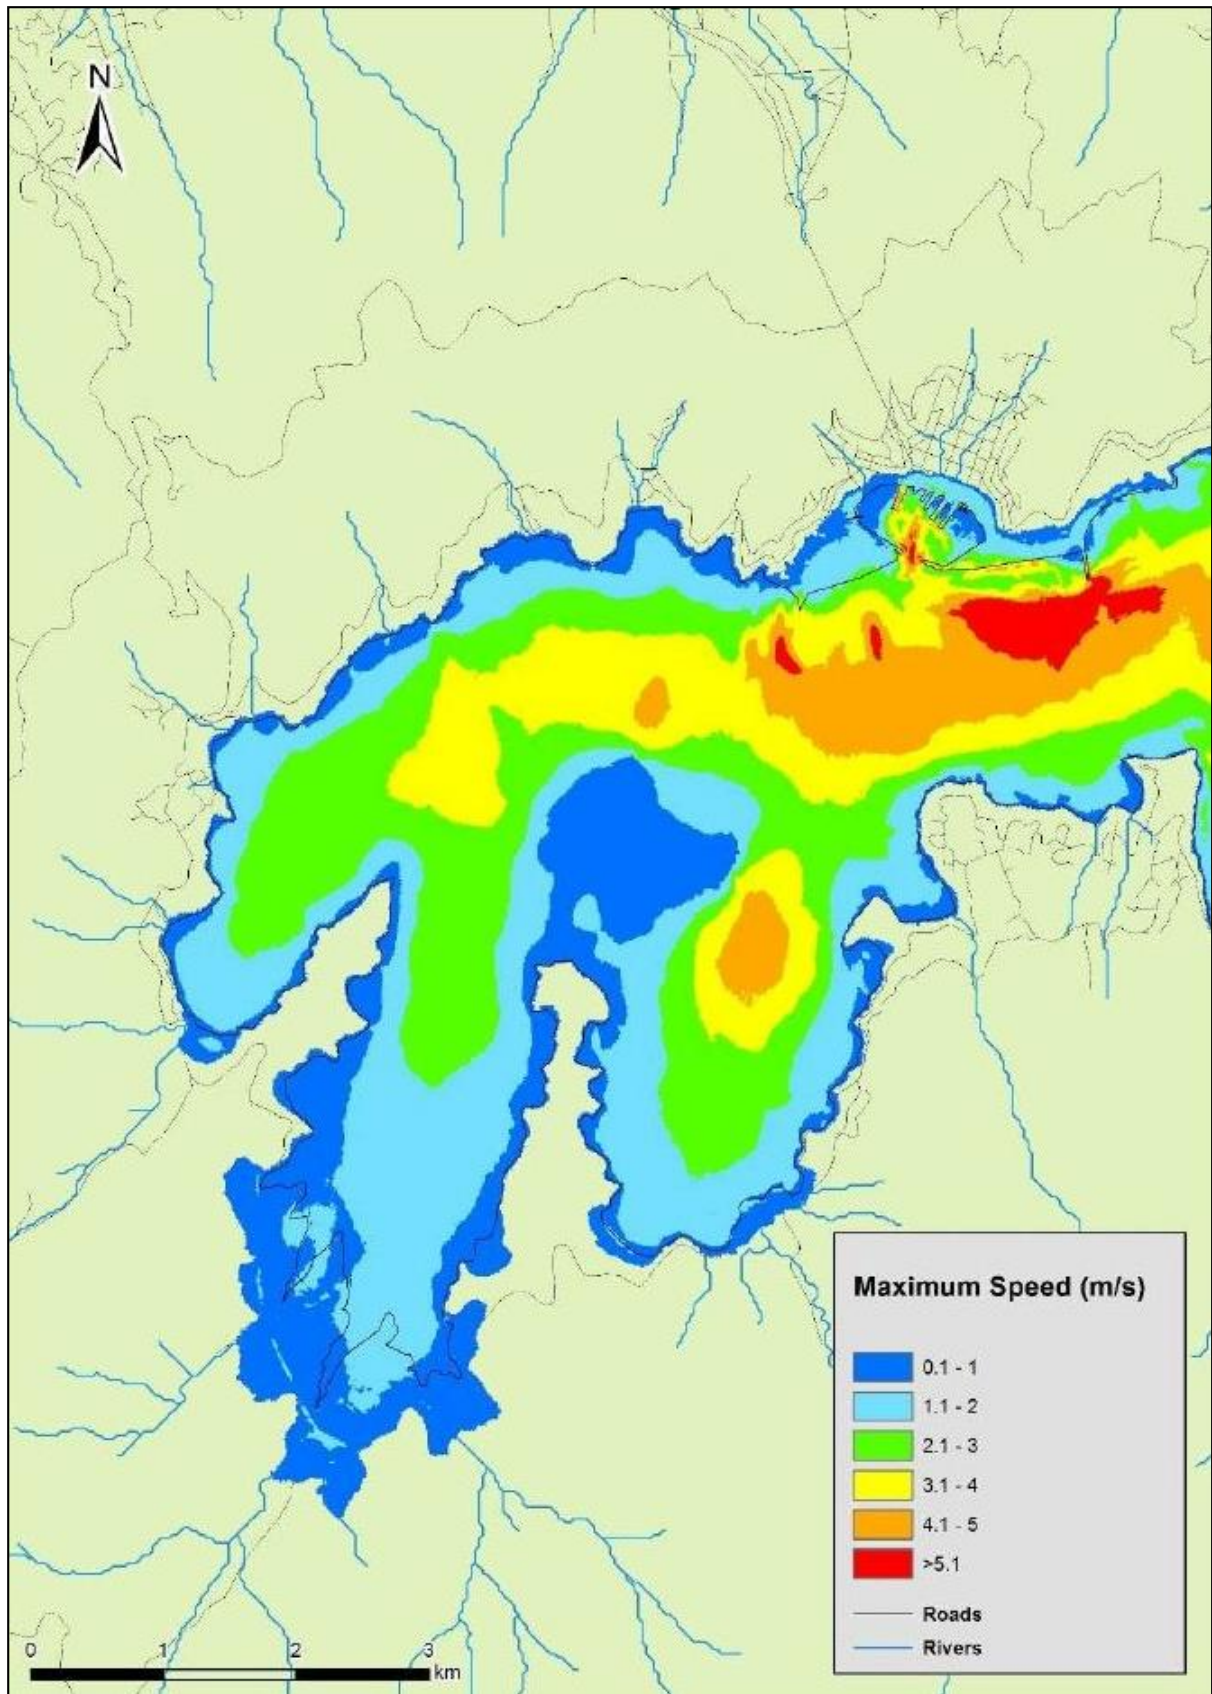 N
Maximum Speed (m/s)
0.1 - 1
1.1 - 2
2.1 - 3
3.1 - 4
4.1 - 5
>5.1
Roads
Rivers
0 1 2 3
km